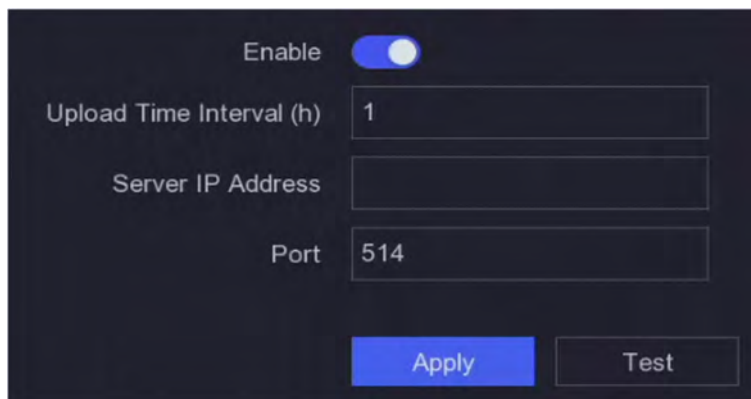 Enable
Upload Time Interval (h) 1
Server IP Address
Port 514
Apply Test